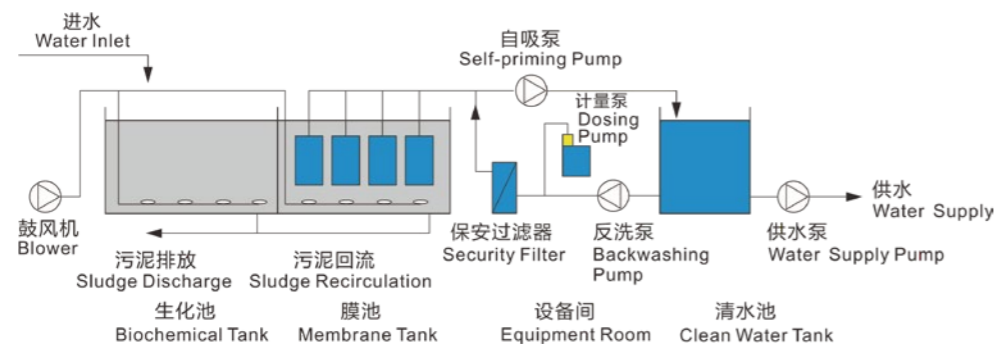 进水
Water Inlet
自吸泵
Self-priming Pump
计量泵
Dosing
Pump
鼓风机
Blower
污泥排放
Sludge Discharge
污泥回流
Sludge Recirculation
保安过滤器
Security Filter
反洗泵
Backwashing
Pump
供水泵
Water Supply Pump
供水
Water Supply
生化池
Biochemical Tank
膜池
Membrane Tank
设备间
Equipment Room
清水池
Clean Water Tank